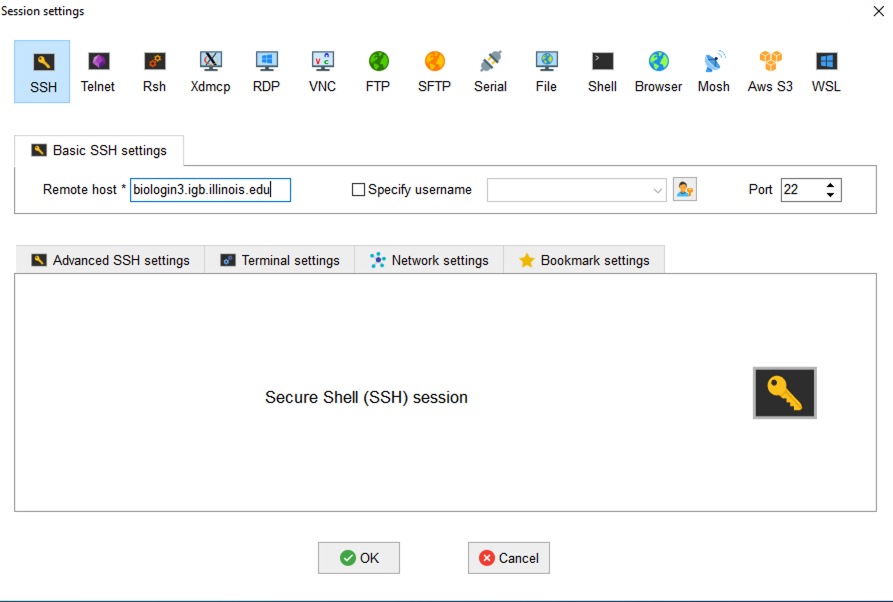 Session settings
SSH Telnet Rsh Xdmcp RDP VNC FTP SFTP Serial File Shell Browser Mosh Aws S3 WSL
Basic SSH settings
Remote host * biologin3.igb.illinois.edu Specify username Port 22
Advanced SSH settings Terminal settings Network settings Bookmark settings
Secure Shell (SSH) session
OK Cancel